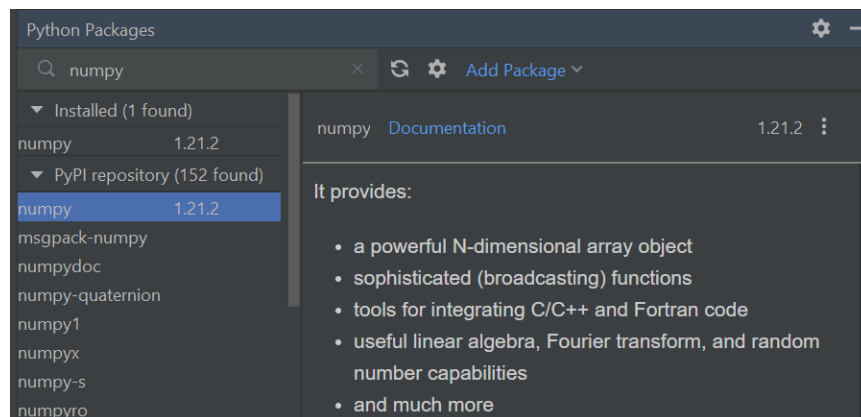 Python Packages
numpy
Add Package
Installed (1 found)
numpy 1.21.2
PyPI repository (152 found)
numpy 1.21.2
msgpack-numpy
numpydoc
numpy-quaternion
numpy1
numpyx
numpy-s
numpyro
numpy Documentation 1.21.2
It provides:
• a powerful N-dimensional array object
• sophisticated (broadcasting) functions
• tools for integrating C/C++ and Fortran code
• useful linear algebra, Fourier transform, and random
number capabilities
• and much more